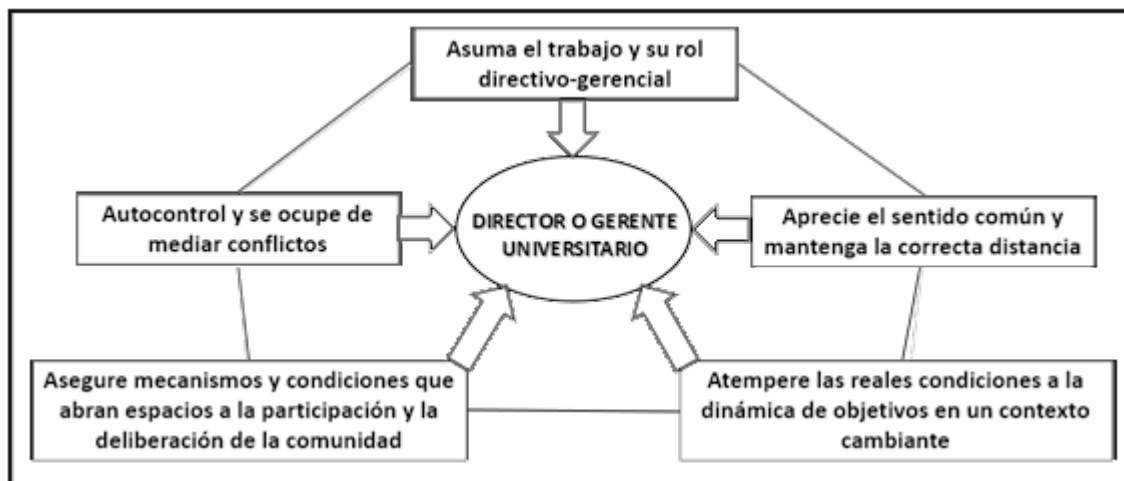 Asuma el trabajo y su rol
directivo-gerencial
Autocontrol y se ocupe de
mediar conflictos
DIRECTOR O GERENTE
UNIVERSITARIO
Aprecie el sentido común y
mantenga la correcta distancia
Asegure mecanismos y condiciones que
abran espacios a la participación y la
deliberación de la comunidad
Atempere las reales condiciones a la
dinámica de objetivos en un contexto
cambiante